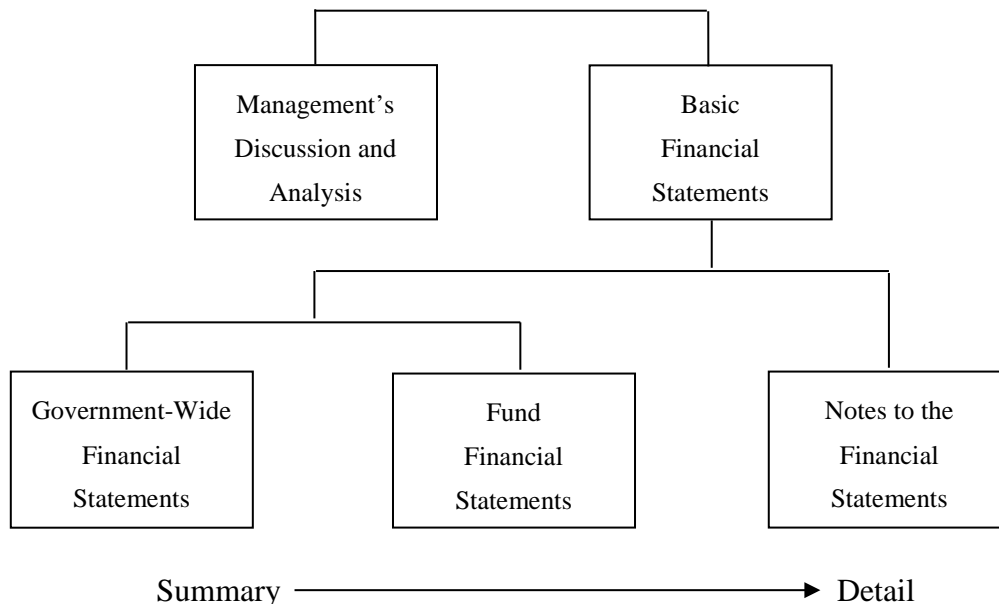 Management’s
Discussion and
Analysis
Basic
Financial
Statements
Government-Wide
Financial
Statements
Fund
Financial
Statements
Notes to the
Financial
Statements
Summary
Detail